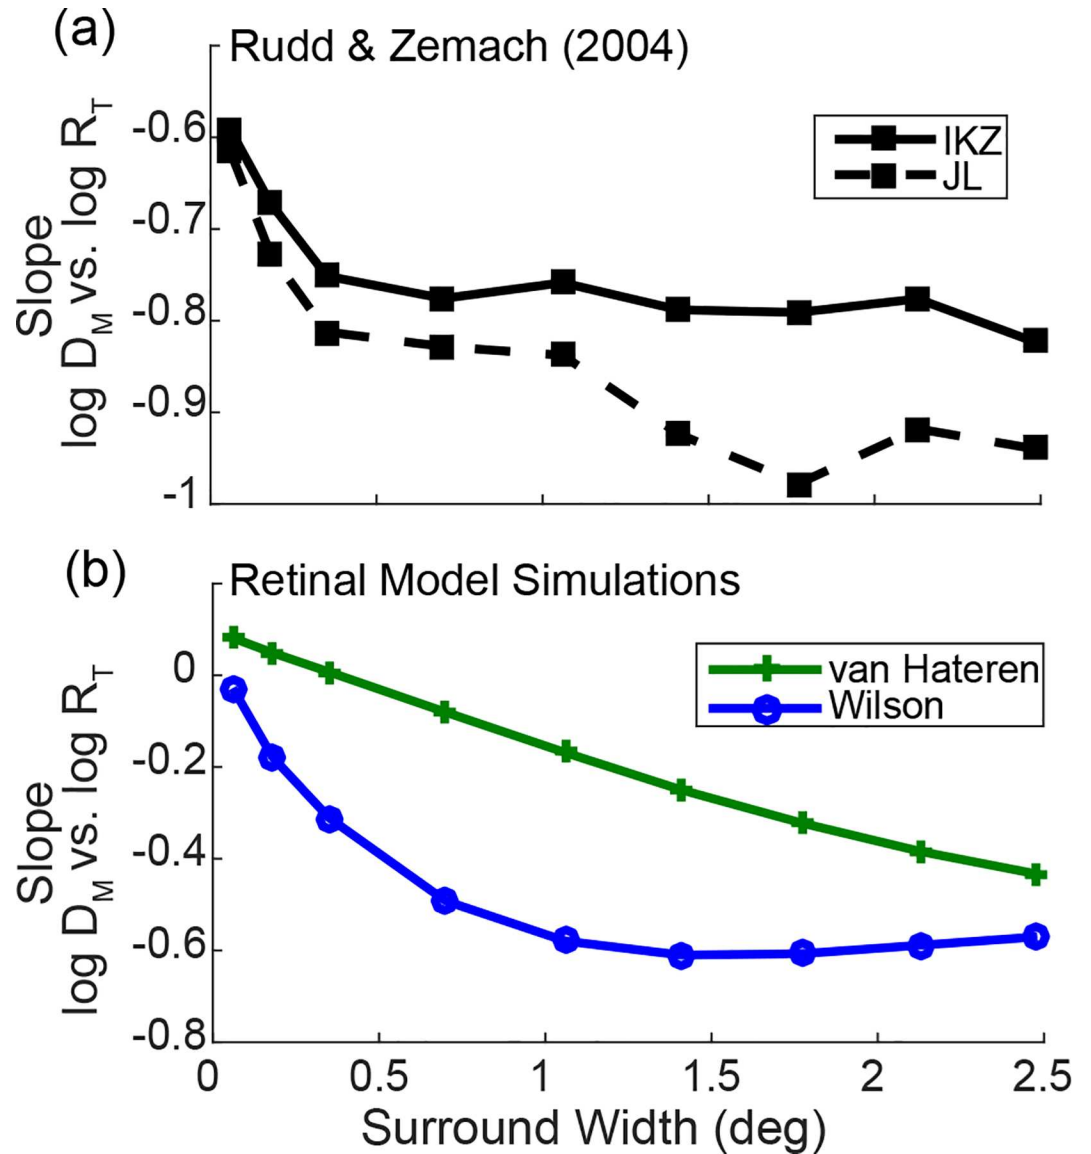 (a)
Rudd & Zemach (2004)
Slope
log D_M vs. log R_T
-0.6
-0.7
-0.8
-0.9
-1
IKZ
JL
(b)
Retinal Model Simulations
Slope
log D_M vs. log R_T
0
-0.2
-0.4
-0.6
-0.8
van Hateren
Wilson
0 0.5 1 1.5 2 2.5
Surround Width (deg)